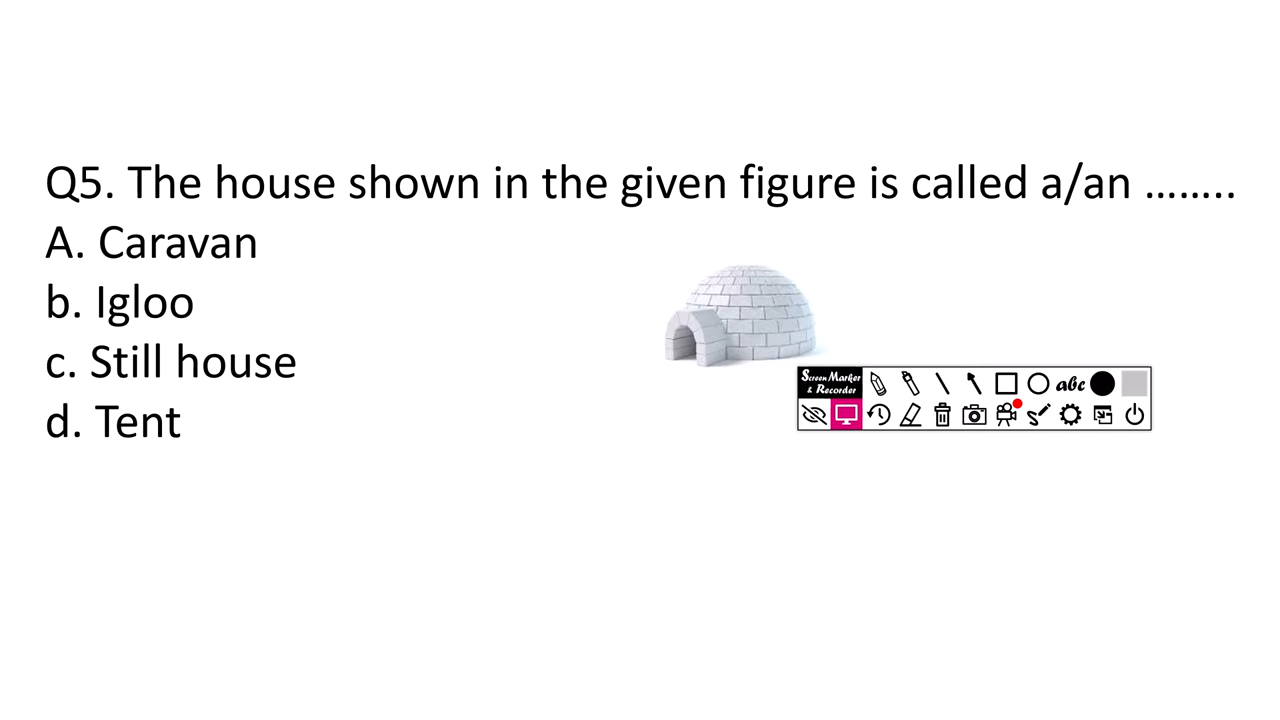 Q5. The house shown in the given figure is called a/an ……..
A. Caravan
b. Igloo
c. Still house
d. Tent
Screen Marker
& Recorder
abc